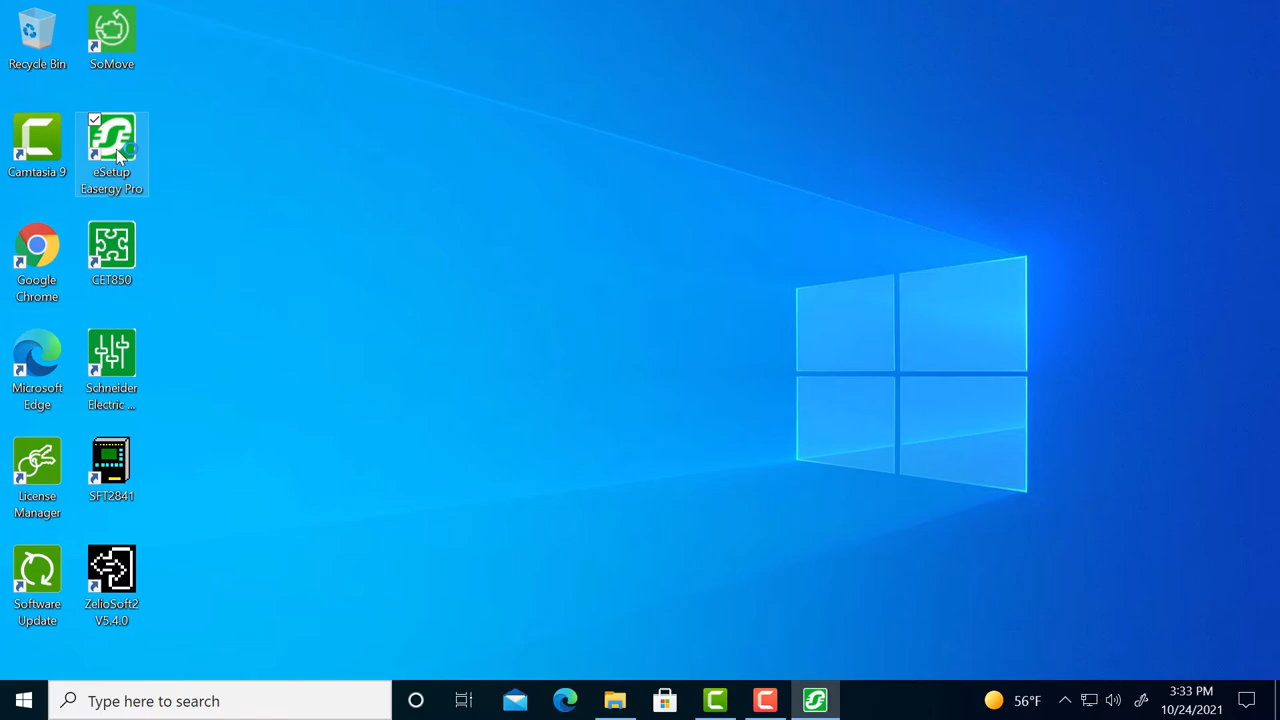 Recycle Bin
SoMove
Camtasia 9
eSetup
Easergy Pro
Google
Chrome
CET850
Microsoft
Edge
Schneider
Electric ...
License
Manager
SFT2841
Software
Update
ZelioSoft2
V5.4.0
Type here to search
56°F
3:33 PM
10/24/2021